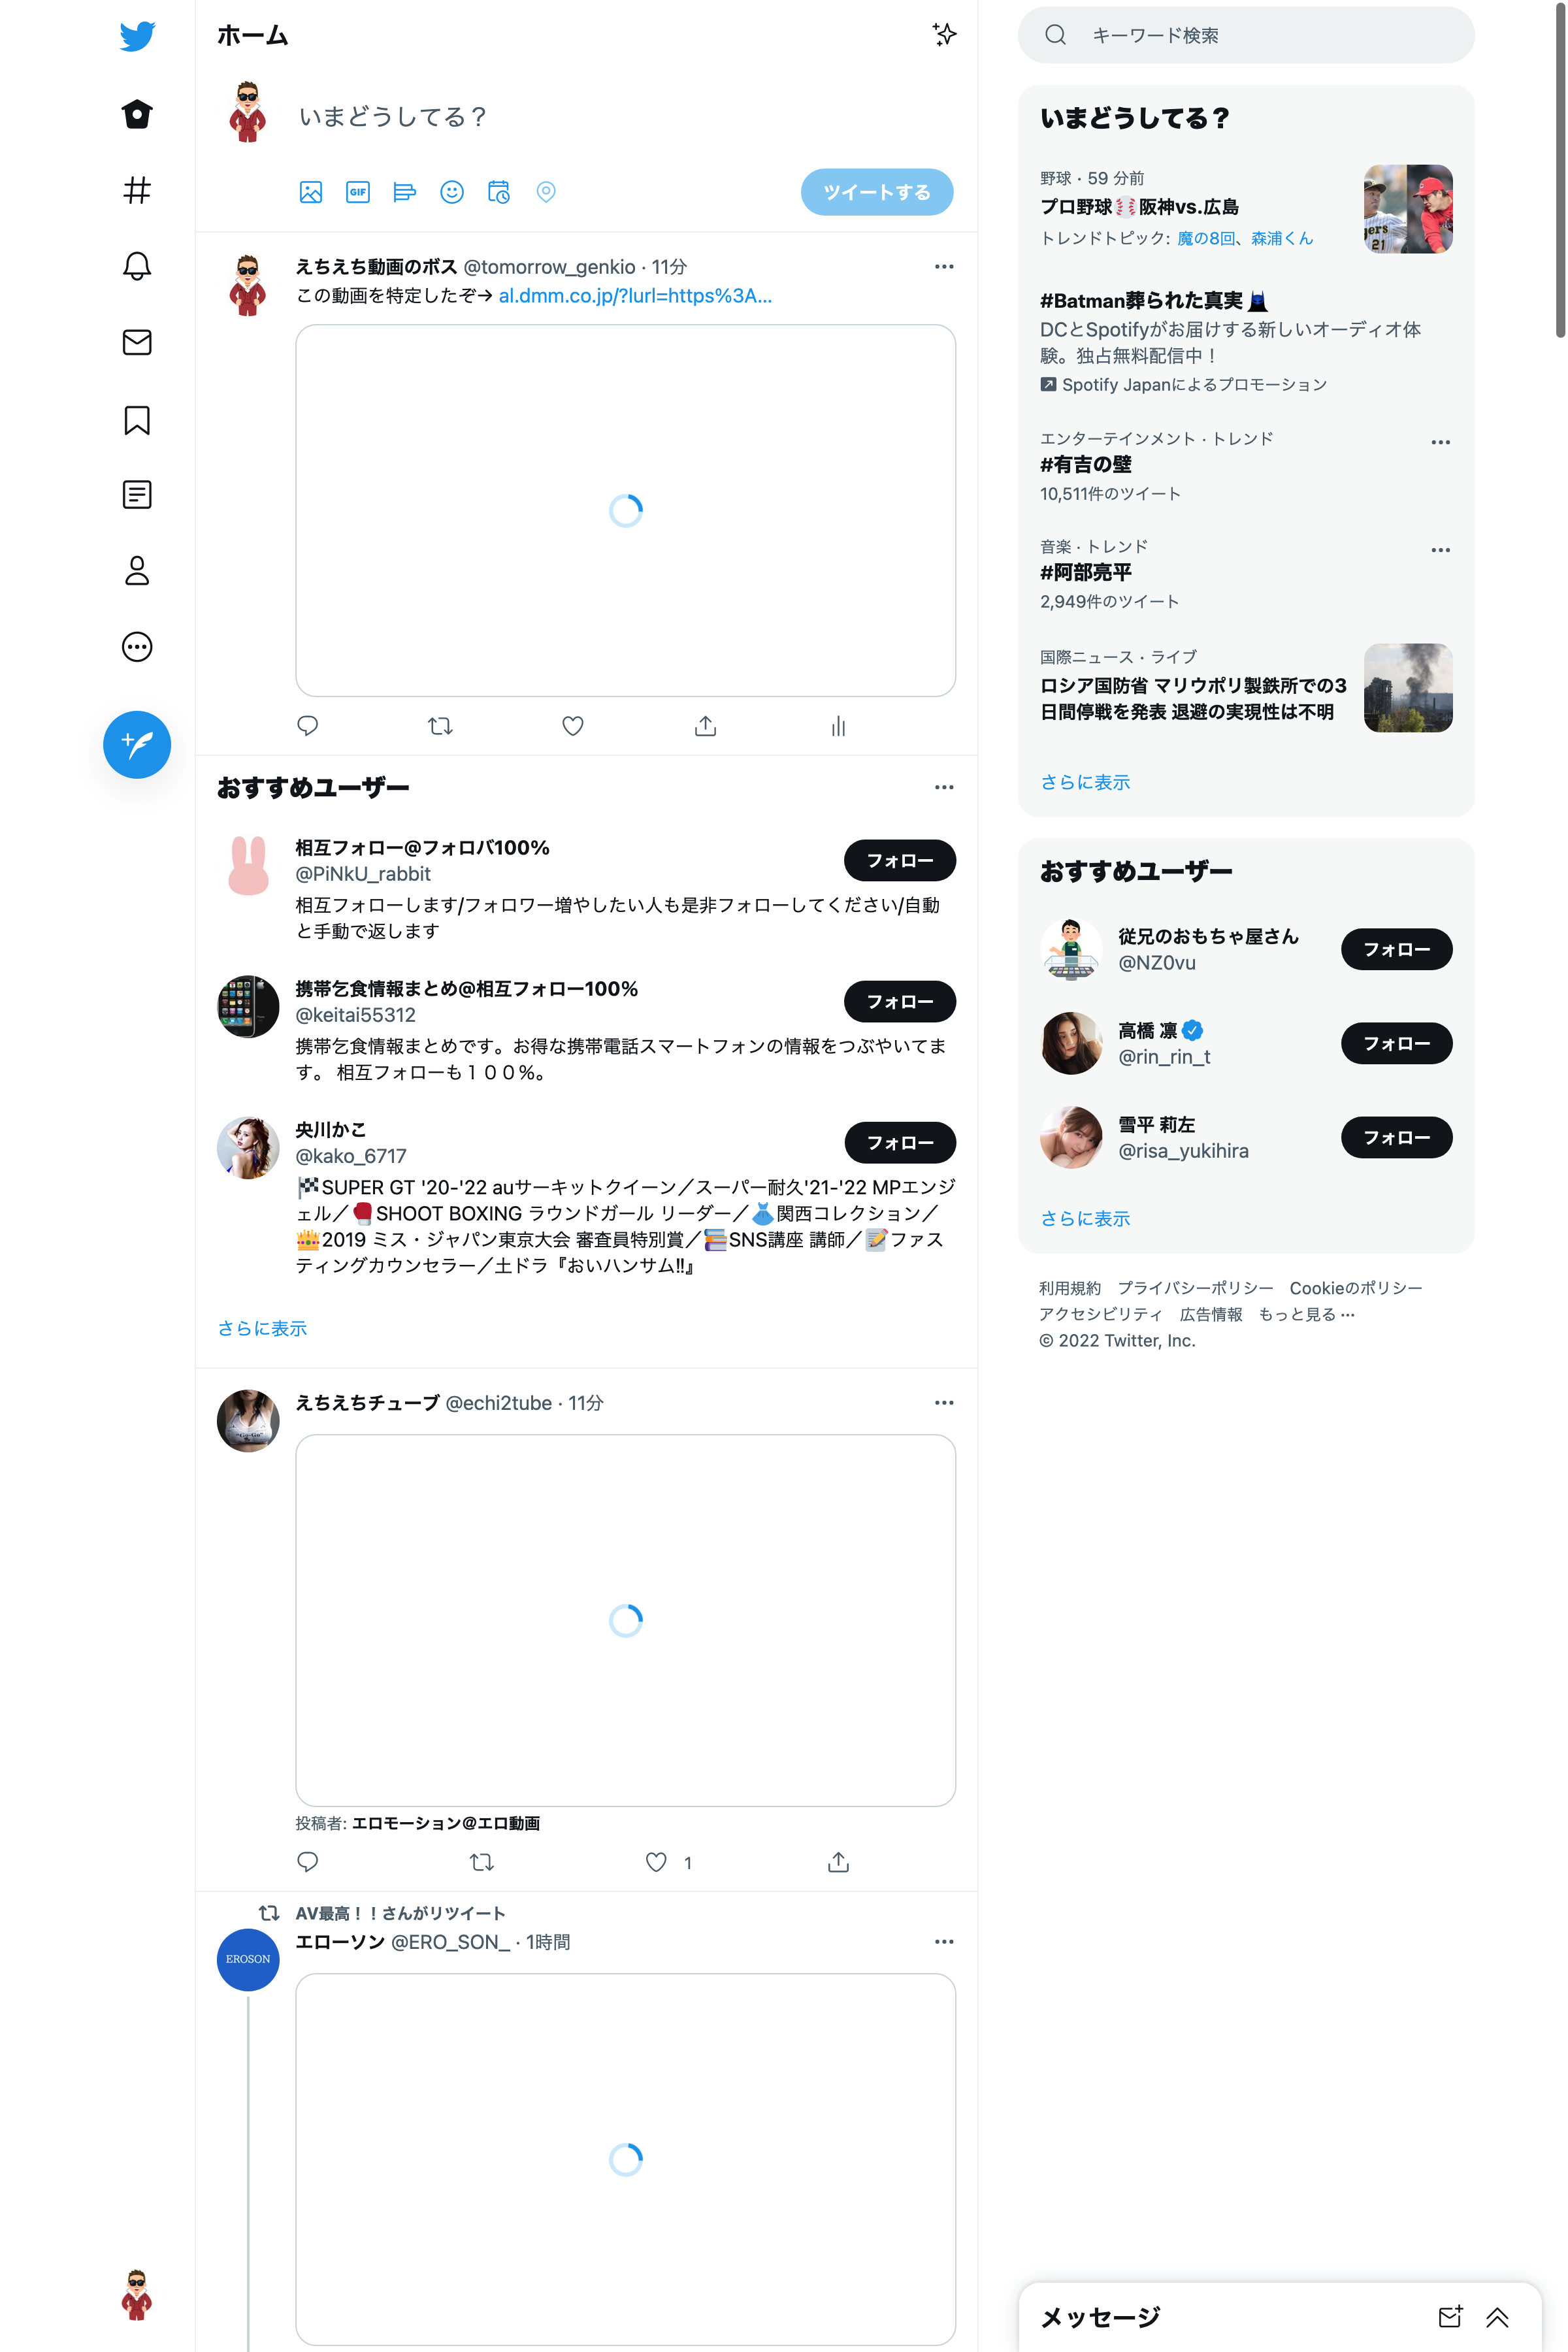 ホーム
いまどうしてる？
GIF
ツイートする
えちえち動画のボス @tomorrow_genkio · 11分
この動画を特定したぞ→ al.dmm.co.jp/?lurl=https%3A...
おすすめユーザー
相互フォロー@フォロバ100%
@PiNkU_rabbit
フォロー
相互フォローします/フォロワー増やしたい人も是非フォローしてください/自動
と手動で返します
携帯乞食情報まとめ@相互フォロー100%
@keitai55312
フォロー
携帯乞食情報まとめです。お得な携帯電話スマートフォンの情報をつぶやいてま
す。 相互フォローも１００％。
央川かこ
@kako_6717
フォロー
🏁SUPER GT '20-'22 auサーキットクイーン／スーパー耐久'21-'22 MPエンジ
ェル／🥊SHOOT BOXING ラウンドガール リーダー／👗関西コレクション／
👑2019 ミス・ジャパン東京大会 審査員特別賞／📚SNS講座 講師／📝ファス
ティングカウンセラー／土ドラ『おいハンサム‼』
さらに表示
えちえちチューブ @echi2tube · 11分
投稿者: エロモーション@エロ動画
1
AV最高！！さんがリツイート
EROSON
エローソン @ERO_SON_ · 1時間
キーワード検索
いまどうしてる？
野球 · 59 分前
プロ野球⚾阪神vs.広島
トレンドトピック: 魔の8回、森浦くん
gers
21
#Batman葬られた真実
DCとSpotifyがお届けする新しいオーディオ体
験。独占無料配信中！
Spotify Japanによるプロモーション
エンターテインメント · トレンド
#有吉の壁
10,511件のツイート
音楽 · トレンド
#阿部亮平
2,949件のツイート
国際ニュース · ライブ
ロシア国防省 マリウポリ製鉄所での3
日間停戦を発表 退避の実現性は不明
さらに表示
おすすめユーザー
従兄のおもちゃ屋さん
@NZ0vu
フォロー
高橋 凛
@rin_rin_t
フォロー
雪平 莉左
@risa_yukihira
フォロー
さらに表示
利用規約 プライバシーポリシー Cookieのポリシー
アクセシビリティ 広告情報 もっと見る ···
© 2022 Twitter, Inc.
メッセージ